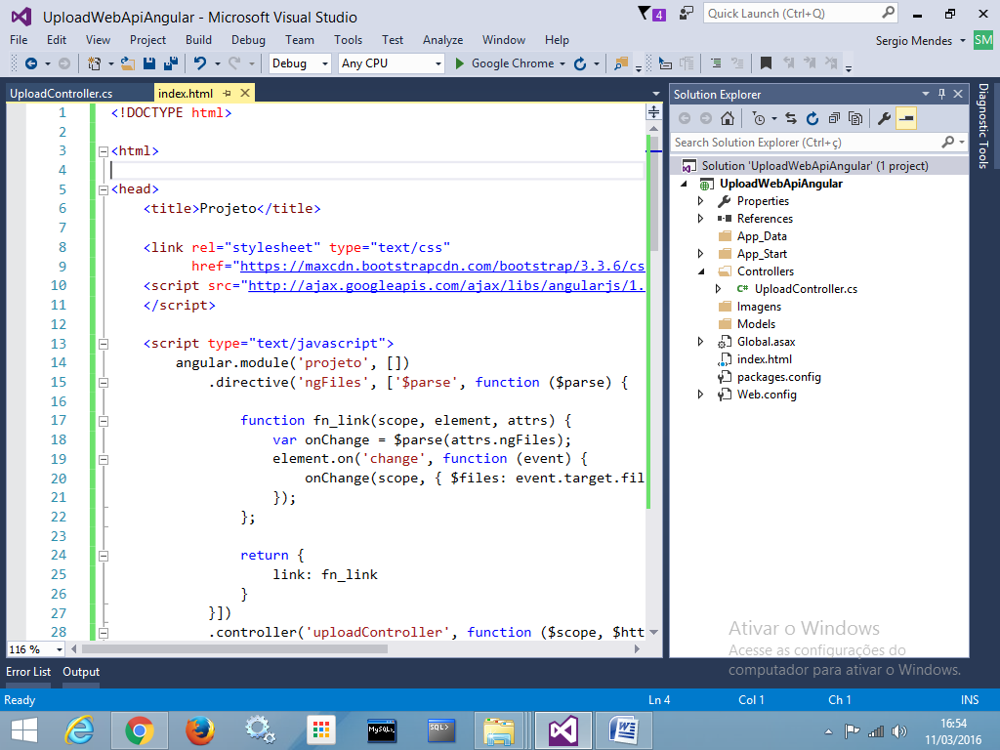 UploadWebApiAngular - Microsoft Visual Studio
4
Quick Launch (Ctrl+Q)
File Edit View Project Build Debug Team Tools Test Analyze Window Help
Sergio Mendes
SM
Debug
Any CPU
Google Chrome
UploadController.cs
index.html
1 <!DOCTYPE html>
2
3 <html>
4
5 <head>
6 <title>Projeto</title>
7
8 <link rel="stylesheet" type="text/css"
9 href="https://maxcdn.bootstrapcdn.com/bootstrap/3.3.6/cs
10 <script src="http://ajax.googleapis.com/ajax/libs/angularjs/1.
11 </script>
12
13 <script type="text/javascript">
14 angular.module('projeto', [])
15 .directive('ngFiles', ['$parse', function ($parse) {
16
17 function fn_link(scope, element, attrs) {
18 var onChange = $parse(attrs.ngFiles);
19 element.on('change', function (event) {
20 onChange(scope, { $files: event.target.fil
21 });
22 };
23
24 return {
25 link: fn_link
26 }
27 }])
28 .controller('uploadController', function ($scope, $htt
116 %
Solution Explorer
Search Solution Explorer (Ctrl+ç)
Solution 'UploadWebApiAngular' (1 project)
UploadWebApiAngular
Properties
References
App_Data
App_Start
Controllers
C# UploadController.cs
Imagens
Models
Global.asax
index.html
packages.config
Web.config
Diagnostic Tools
Ativar o Windows
Acesse as configurações do
computador para ativar o Windows.
Error List Output
Ready
Ln 4
Col 1
Ch 1
INS
MySQL>
SQL>
16:54
11/03/2016